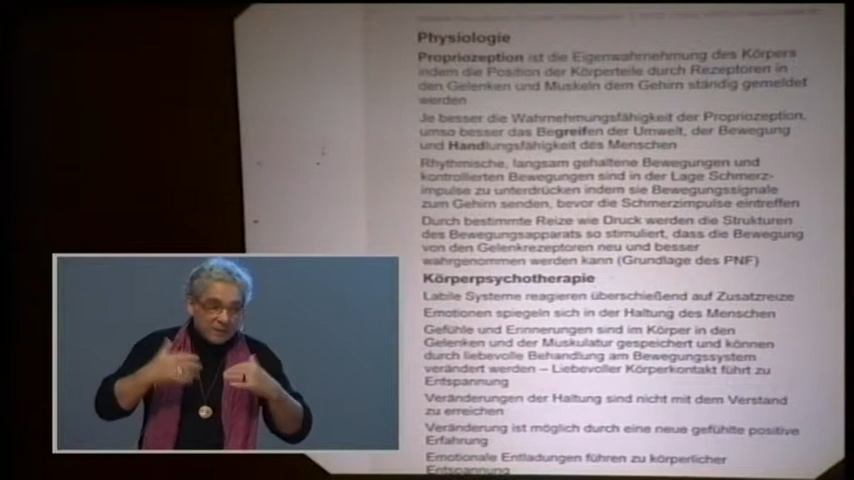 Physiologie
Propriozeption ist die Eigenwahrnehmung des Körpers
indem die Position der Körperteile durch Rezeptoren in
den Gelenken und Muskeln dem Gehirn ständig gemeldet
werden
Je besser die Wahrnehmungsfähigkeit der Propriozeption,
umso besser das Begreifen der Umwelt, der Bewegung
und Handlungsfähigkeit des Menschen
Rhythmische, langsam gehaltene Bewegungen und
kontrollierten Bewegungen sind in der Lage Schmerz-
impulse zu unterdrücken indem sie Bewegungssignale
zum Gehirn senden, bevor die Schmerzimpulse eintreffen
Durch bestimmte Reize wie Druck werden die Strukturen
des Bewegungsapparats so stimuliert, dass die Bewegung
von den Gelenkrezeptoren neu und besser
wahrgenommen werden kann (Grundlage des PNF)
Körperpsychotherapie
Labile Systeme reagieren überschießend auf Zusatzreize
Emotionen spiegeln sich in der Haltung des Menschen
Gefühle und Erinnerungen sind im Körper in den
Gelenken und der Muskulatur gespeichert und können
durch liebevolle Behandlung am Bewegungssystem
verändert werden – Liebevoller Körperkontakt führt zu
Entspannung
Veränderungen der Haltung sind nicht mit dem Verstand
zu erreichen
Veränderung ist möglich durch eine neue gefühlte positive
Erfahrung
Emotionale Entladungen führen zu körperlicher
Entspannung